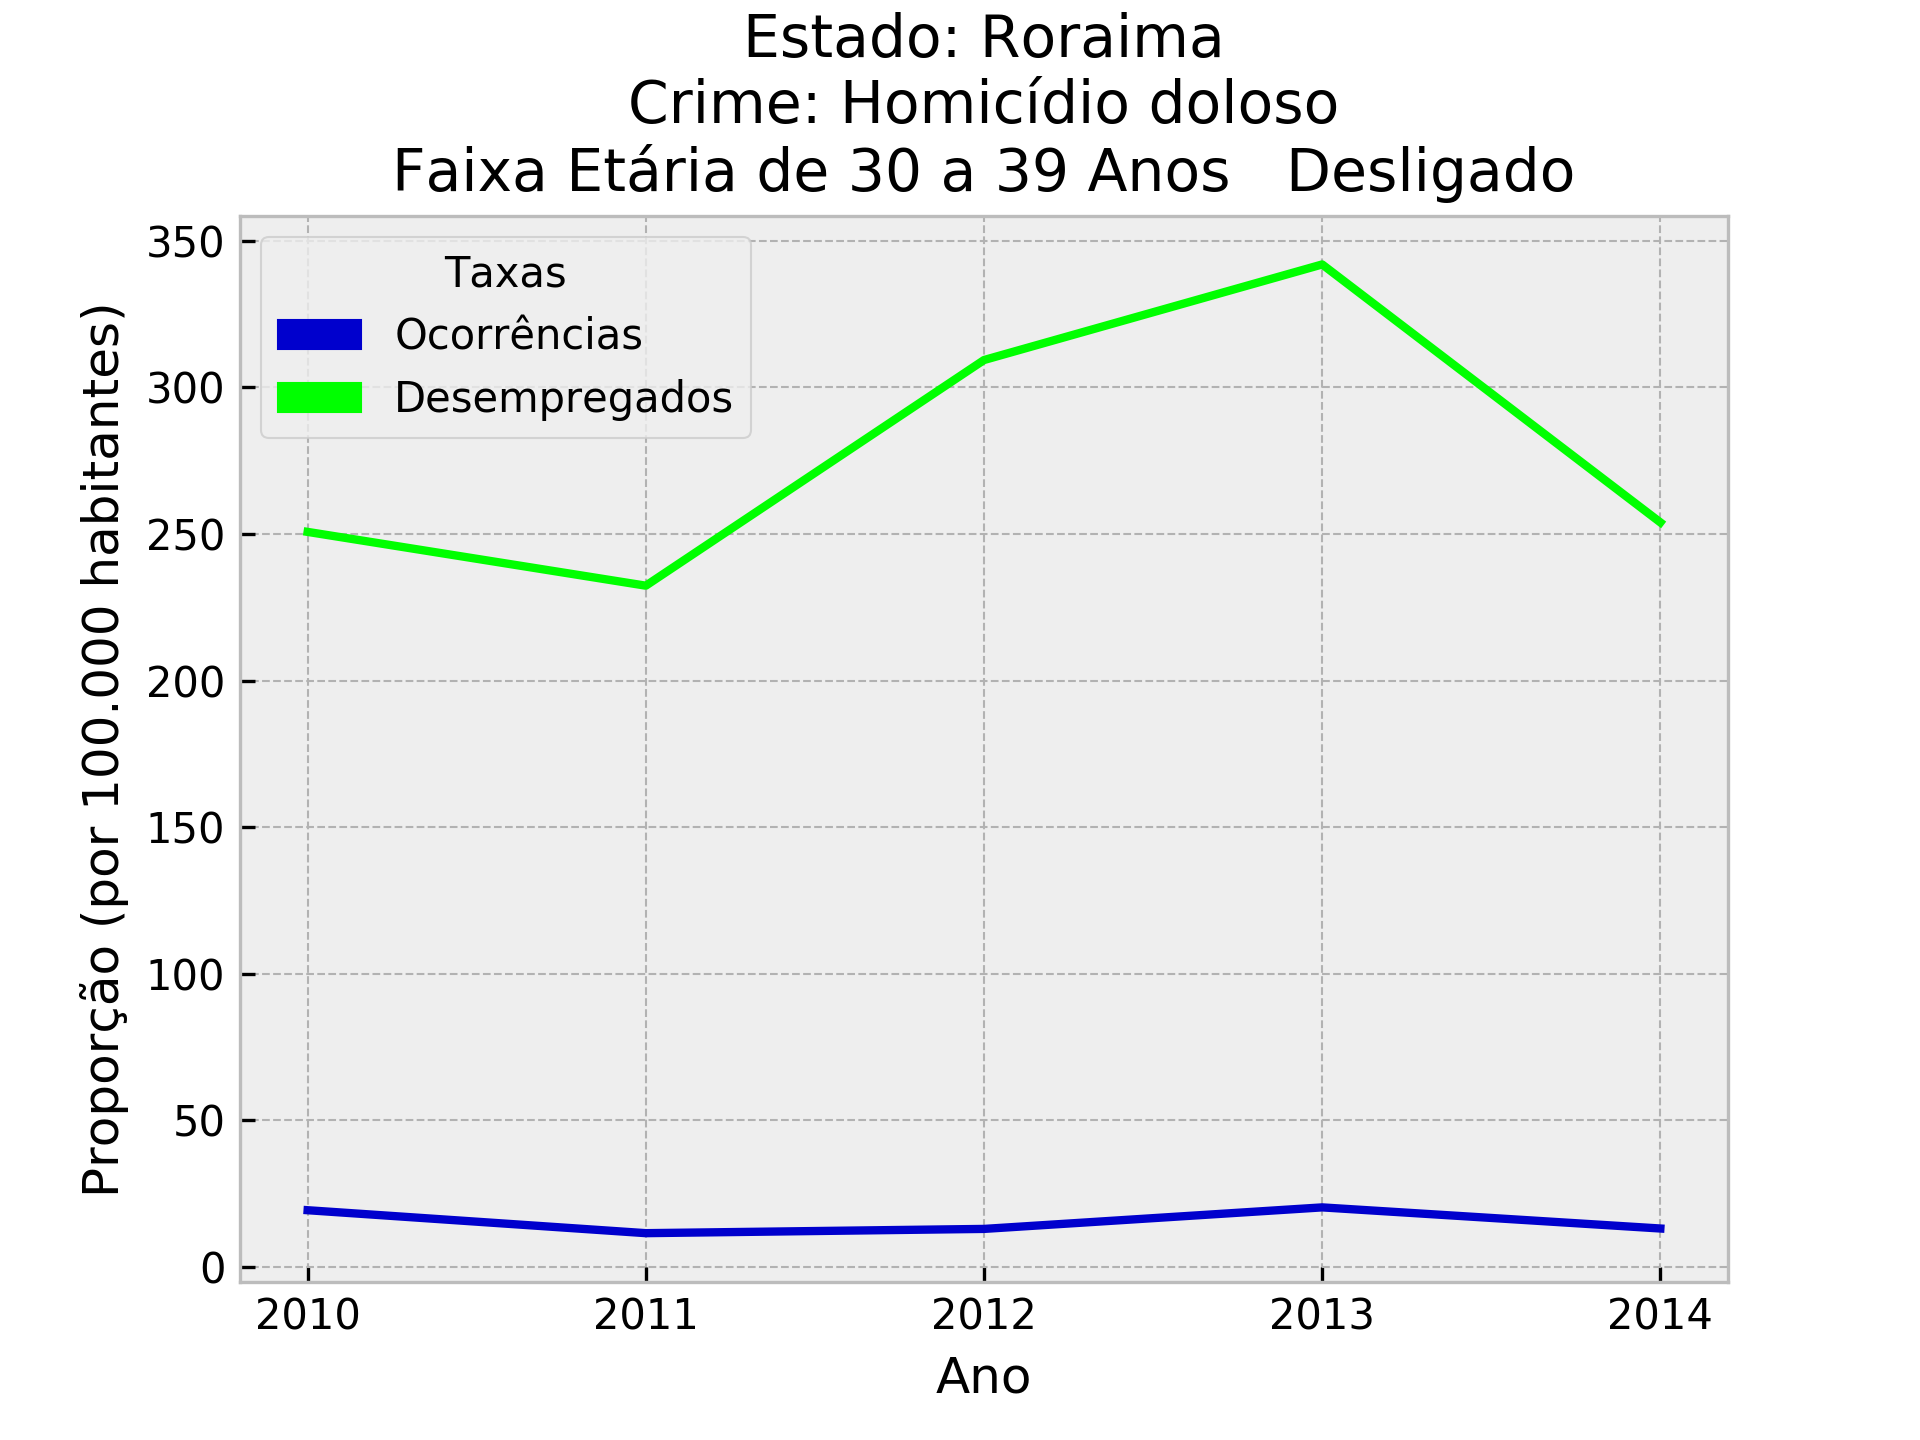 Estado: Roraima
Crime: Homicídio doloso
Faixa Etária de 30 a 39 Anos   Desligado
Proporção (por 100.000 habitantes)
350
300
250
200
150
100
50
0
Taxas
Ocorrências
Desempregados
2010 2011 2012 2013 2014
Ano